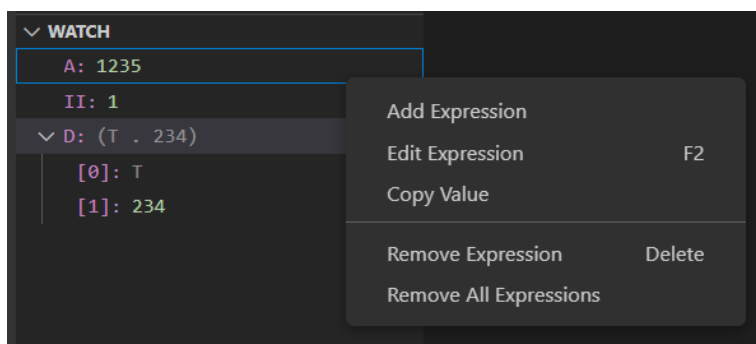 WATCH
A: 1235
II: 1
D: (T . 234)
[0]: T
[1]: 234
Add Expression
Edit Expression F2
Copy Value
Remove Expression Delete
Remove All Expressions